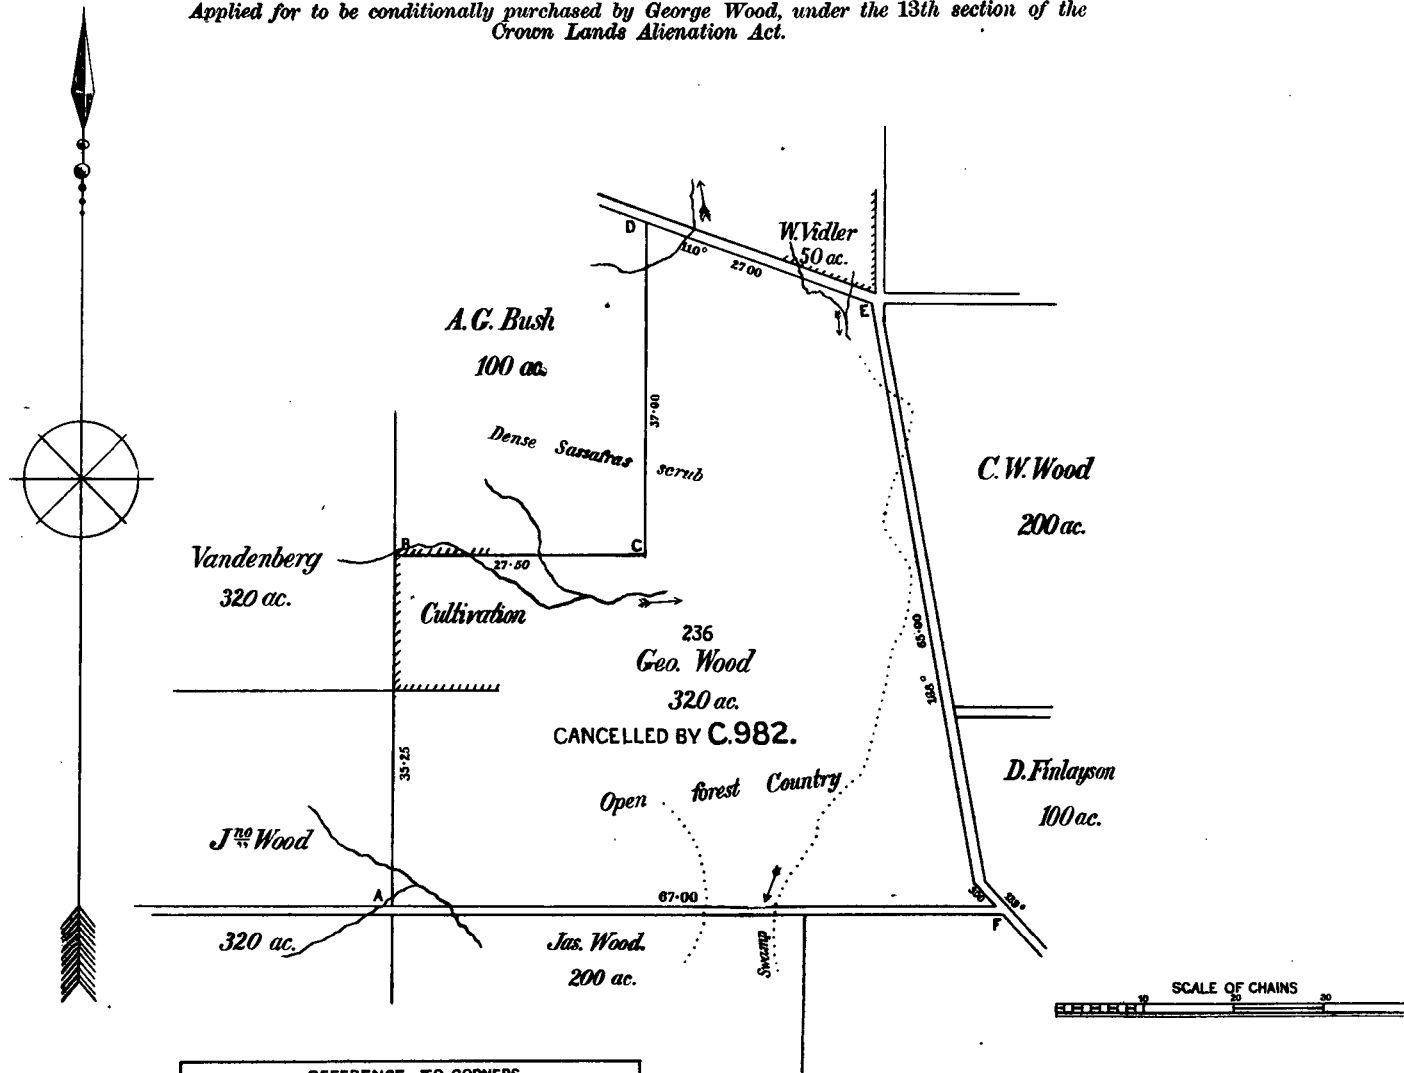 Applied for to be conditionally purchased by George Wood, under the 13th section of the
Crown Lands Alienation Act.
D
110°
27·00
W. Vidler
50 ac.
E
A.G. Bush
100 ac.
37·90
Dense Sassafras scrub
C. W. Wood
200 ac.
B
C
27·50
Vandenberg
320 ac.
Cultivation
236
Geo. Wood
320 ac.
CANCELLED BY C.982.
65·90
35·25
Open forest Country
D. Finlayson
100 ac.
Jno Wood
A
67·00
F
320 ac.
Jas. Wood.
200 ac.
Swamp
SCALE OF CHAINS
10 20 30
REFERENCE TO CORNERS